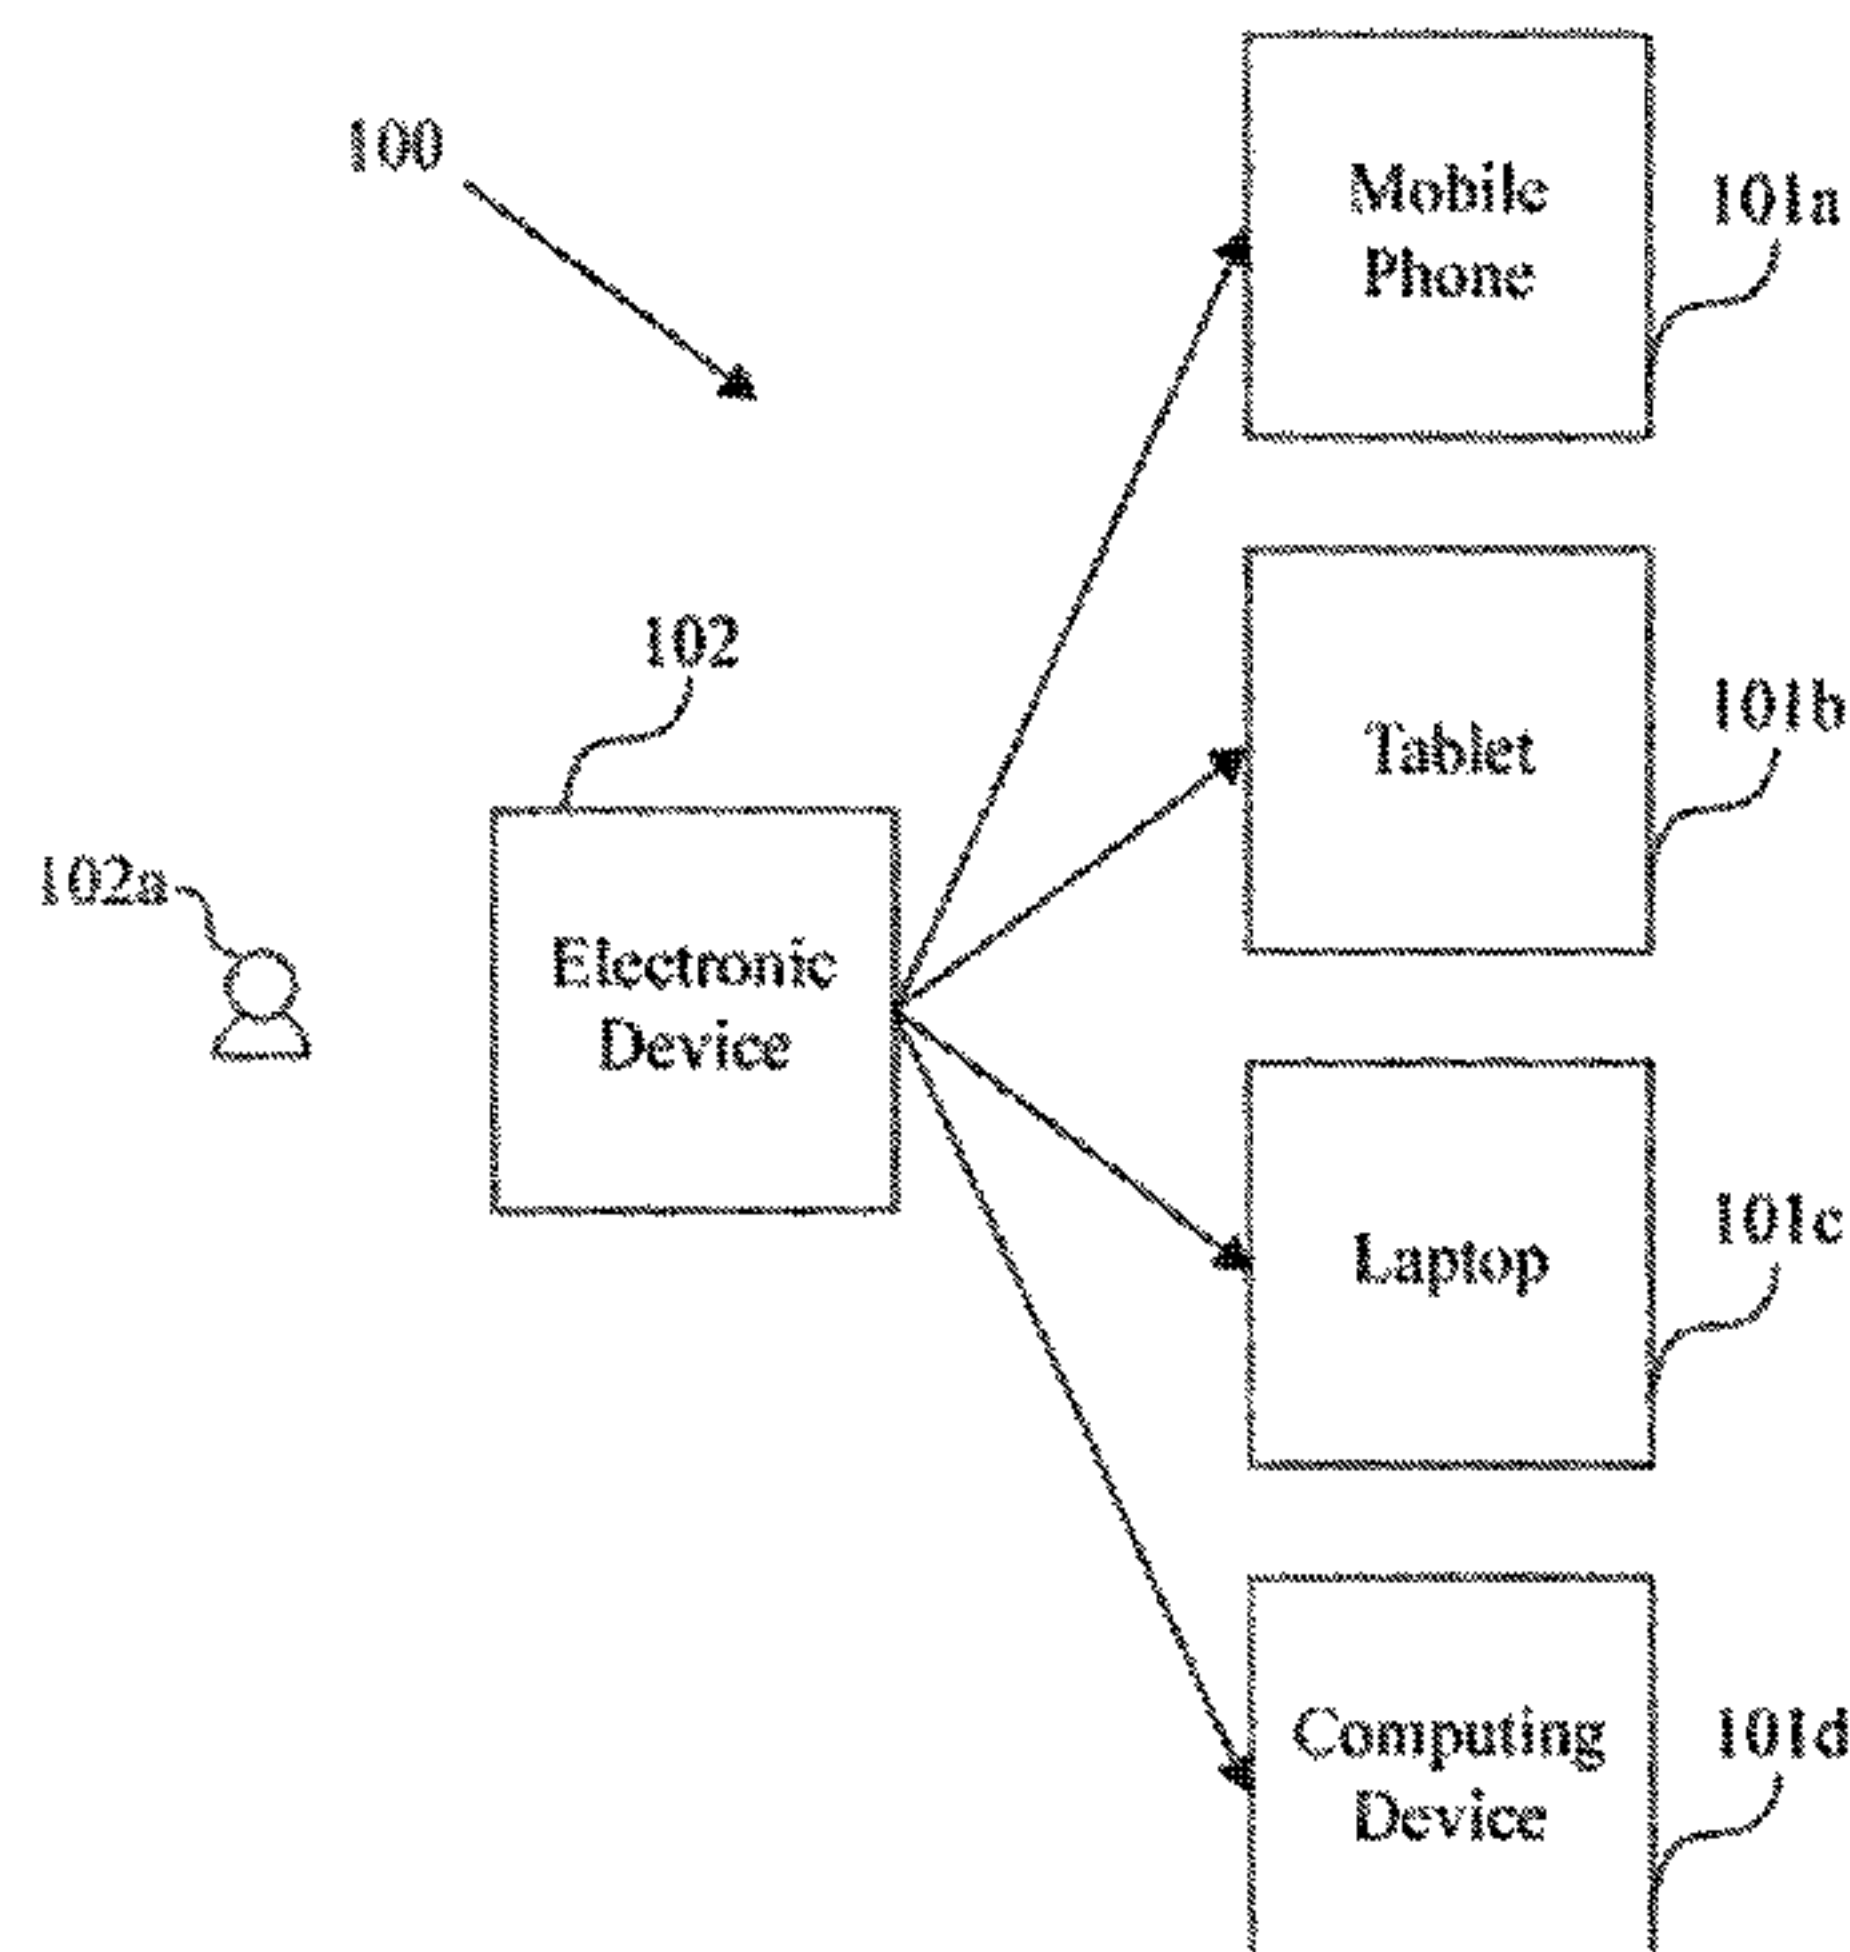 100
Mobile
Phone
101a
102
Tablet
101b
102a
Electronic
Device
Laptop
101c
Computing
Device
101d